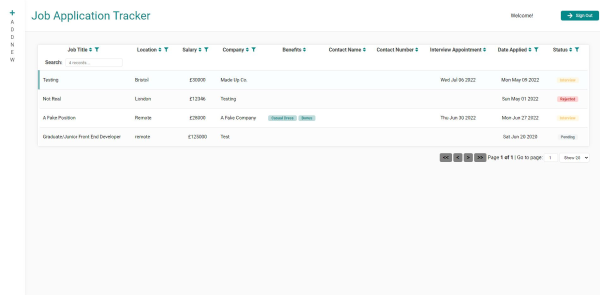 +
A
D
D
N
E
W
Job Application Tracker
Welcome!
Sign Out
Job Title Location Salary Company Benefits Contact Name Contact Number Interview Appointment Date Applied Status
Search: 4 records...
Testing Bristol £30000 Made Up Co. Wed Jul 06 2022 Mon May 09 2022 Interview
Not Real London £12346 Testing Sun May 01 2022 Rejected
A Fake Position Remote £28000 A Fake Company Casual Dress Bonus Thu Jun 30 2022 Mon Jun 27 2022 Interview
Graduate/Junior Front End Developer remote £125000 Test Sat Jun 20 2020 Pending
<< < > >> Page 1 of 1 | Go to page: 1 Show 20